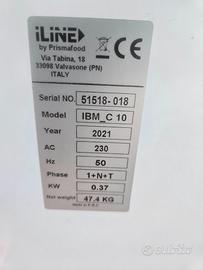 iLINE
by Prismafood
Via Tabina, 18
33098 Valvasone (PN)
ITALY
CE
Serial NO. 51518-018
Model IBM_C 10
Year 2021
AC 230
Hz 50
Phase 1+N+T
KW 0.37
Net weight 47.4 KG
subito